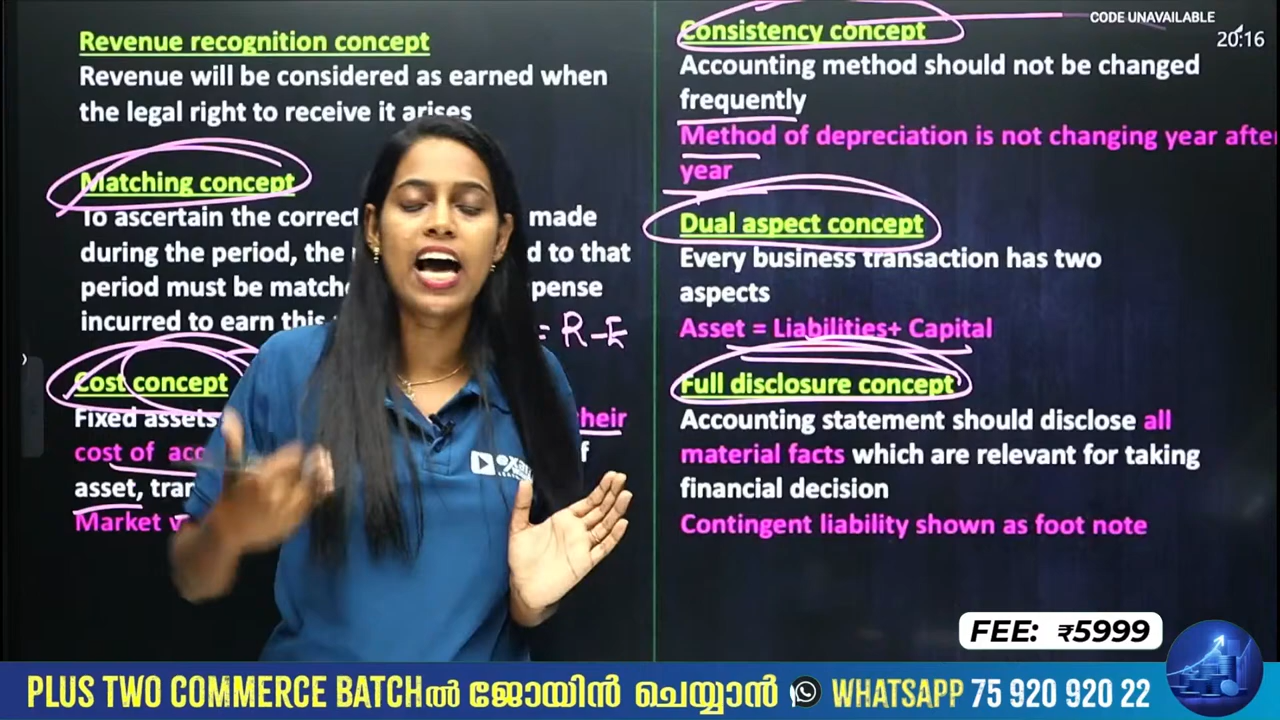 CODE UNAVAILABLE
20:16
Revenue recognition concept
Revenue will be considered as earned when
the legal right to receive it arises
Matching concept
To ascertain the correct made
during the period, the d to that
period must be matche pense
incurred to earn this = R-E
Cost concept
Fixed assets their
cost of acc f
asset, tran
Market v
Consistency concept
Accounting method should not be changed
frequently
Method of depreciation is not changing year afte
year
Dual aspect concept
Every business transaction has two
aspects
Asset = Liabilities+ Capital
Full disclosure concept
Accounting statement should disclose all
material facts which are relevant for taking
financial decision
Contingent liability shown as foot note
FEE: ₹5999
PLUS TWO COMMERCE BATCHൽ ജോയിൻ ചെയ്യാൻ WHATSAPP 75 920 920 22